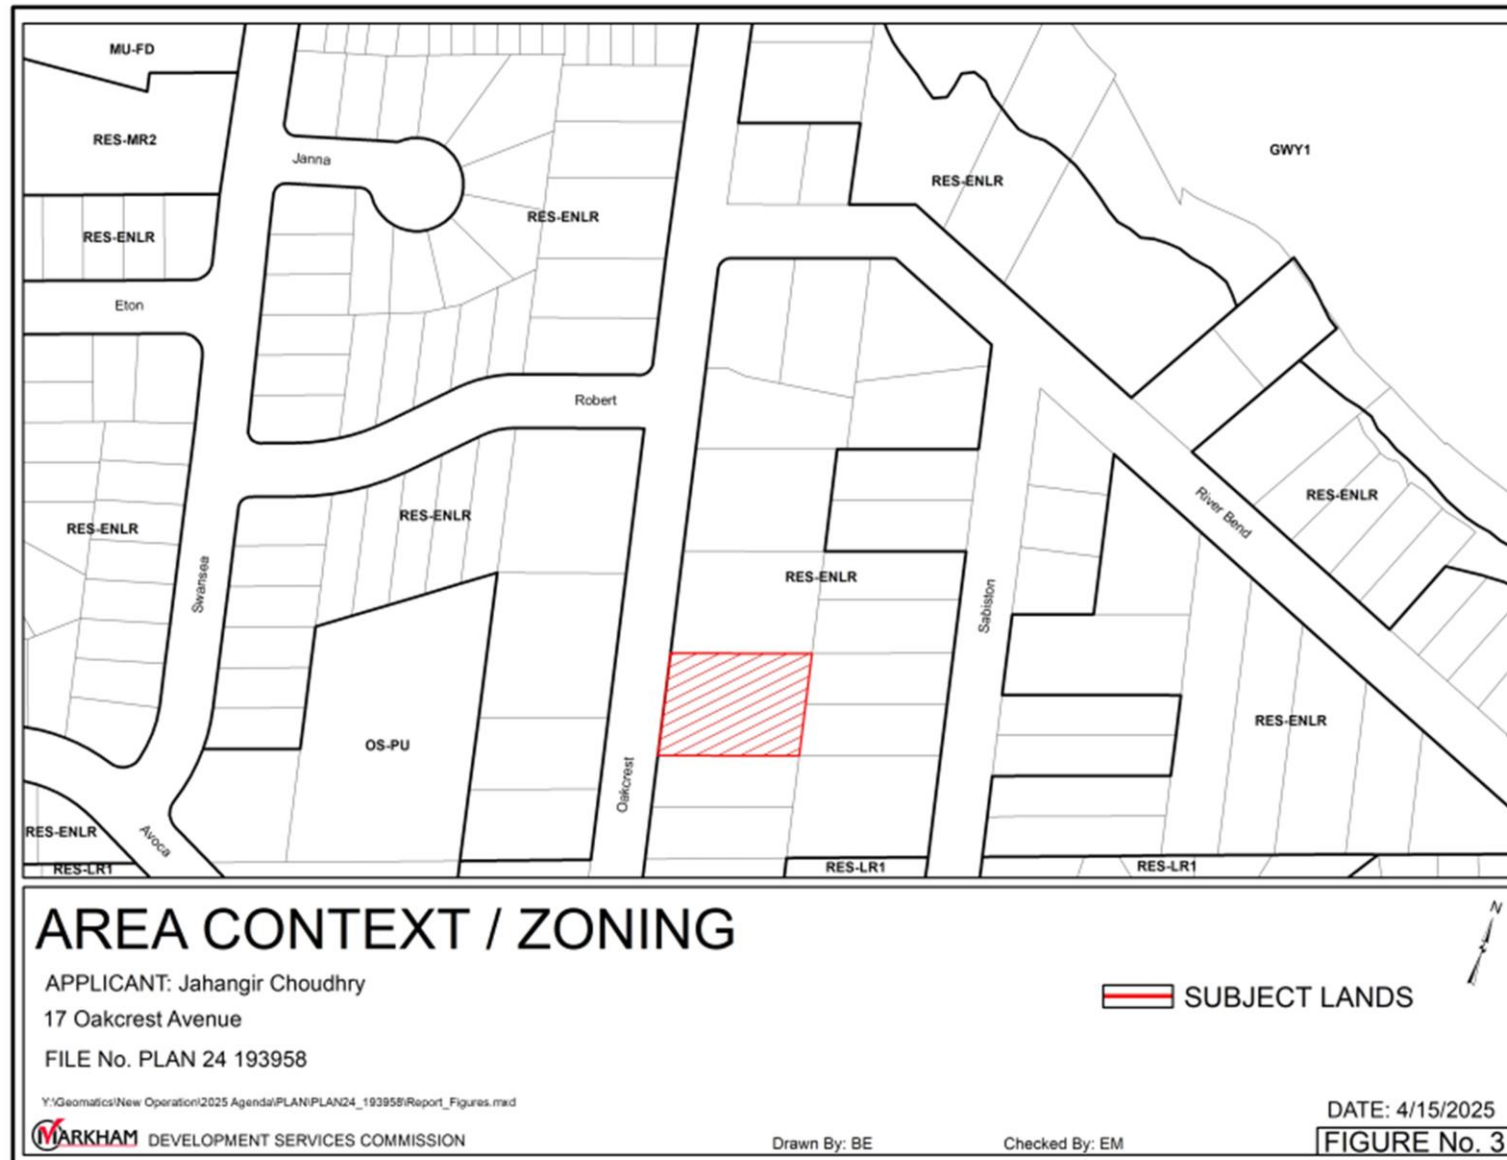 MU-FD
RES-MR2
Janna
GWY1
RES-ENLR
RES-ENLR
RES-ENLR
Eton
Robert
RES-ENLR
River Bend
RES-ENLR
RES-ENLR
Swansea
RES-ENLR
Sabiston
RES-ENLR
OS-PU
Oakcrest
RES-ENLR
Avoca
RES-LR1
RES-LR1
RES-LR1
AREA CONTEXT / ZONING
APPLICANT: Jahangir Choudhry
17 Oakcrest Avenue
FILE No. PLAN 24 193958
N
SUBJECT LANDS
Y:\Geomatics\New Operation\2025 Agenda\PLAN\PLAN24_193958\Report_Figures.mxd
MARKHAM DEVELOPMENT SERVICES COMMISSION
Drawn By: BE
Checked By: EM
DATE: 4/15/2025
FIGURE No. 3